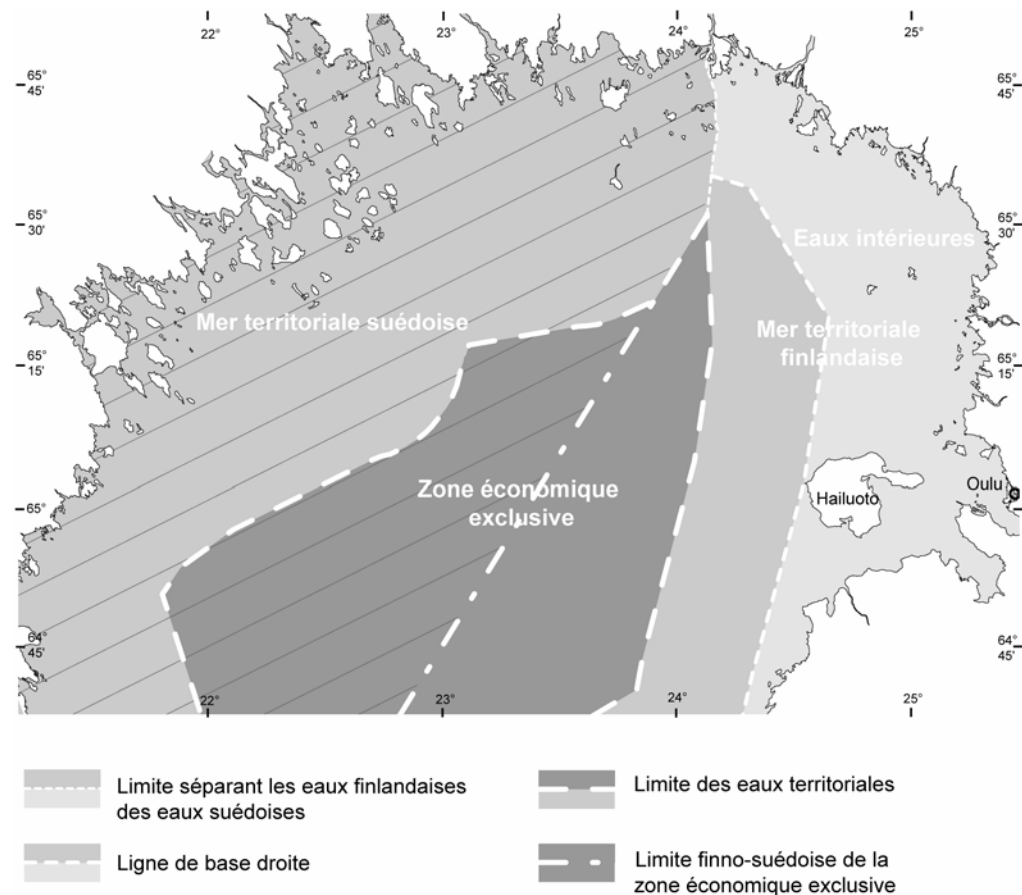 22° 23° 24° 25°
65° 45' 65° 45'
65° 30' 65° 30'
Eaux intérieures
Mer territoriale suédoise
Mer territoriale
finlandaise
65° 15' 65° 15'
Zone économique
exclusive
Hailuoto
Oulu
65° 65°
64° 45' 64° 45'
22° 23° 24° 25°
Limite séparant les eaux finlandaises
des eaux suédoises
Ligne de base droite
Limite des eaux territoriales
Limite finno-suédoise de la
zone économique exclusive